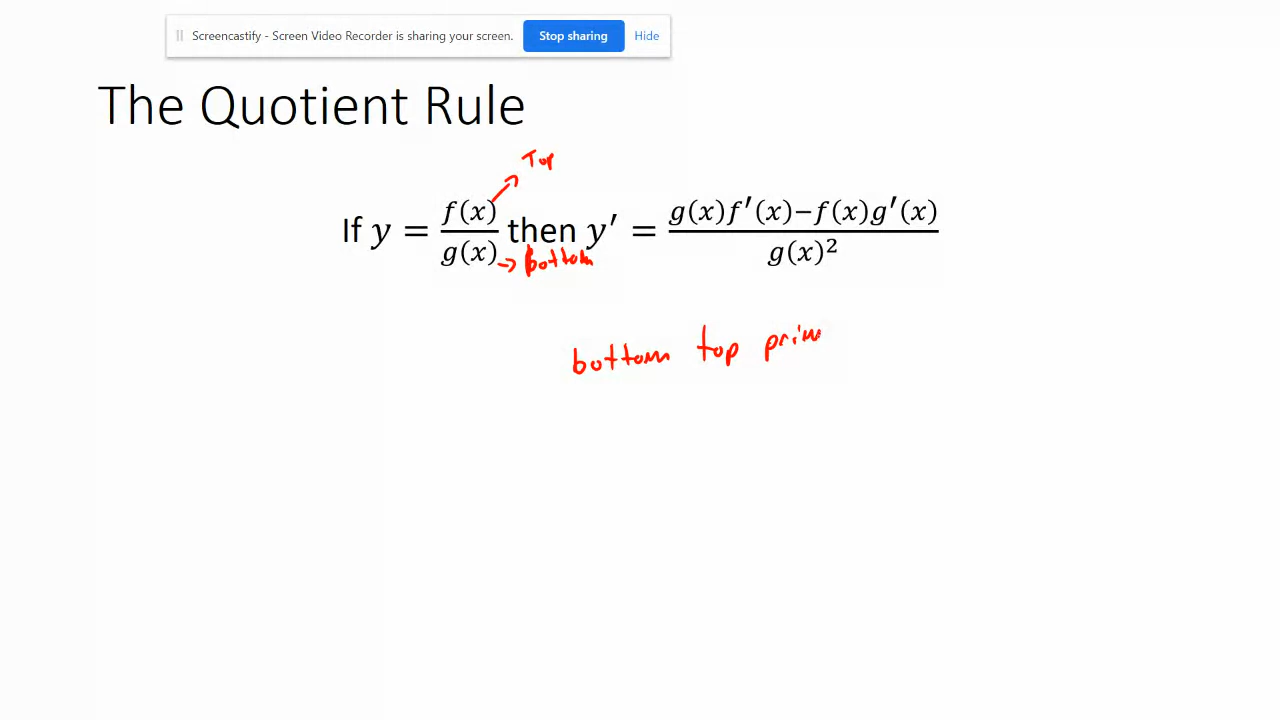 Screencastify - Screen Video Recorder is sharing your screen. Stop sharing Hide
The Quotient Rule
Top
If y = f(x)/g(x) then y′ = g(x)f′(x)−f(x)g′(x)/g(x)²
Bottom
bottom top prim